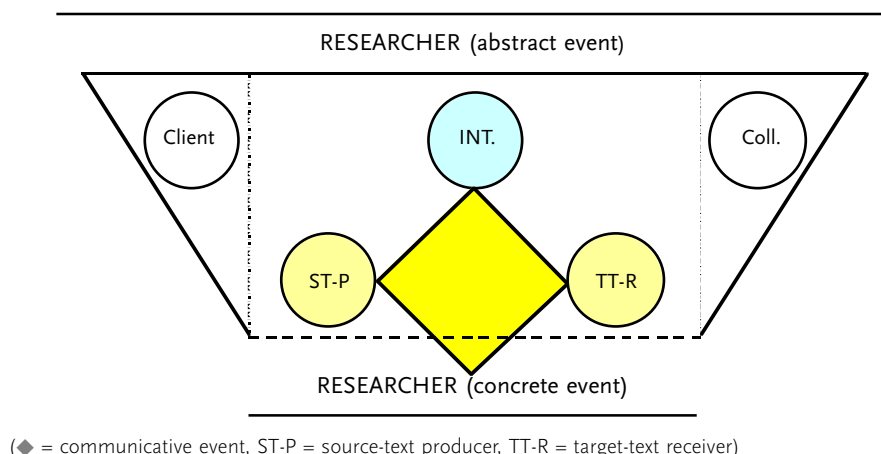 RESEARCHER (abstract event)
Client
INT.
Coll.
ST-P
TT-R
RESEARCHER (concrete event)
(◆ = communicative event, ST-P = source-text producer, TT-R = target-text receiver)